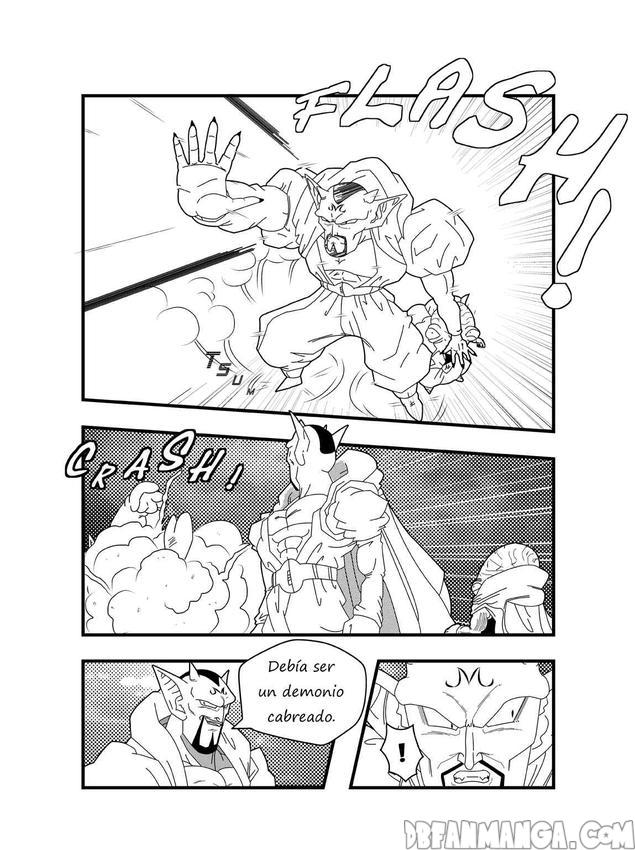 FLASH!
TSUM
CRASH!
Debía ser
un demonio
cabreado.
!
M
DBFANMANGA.COM